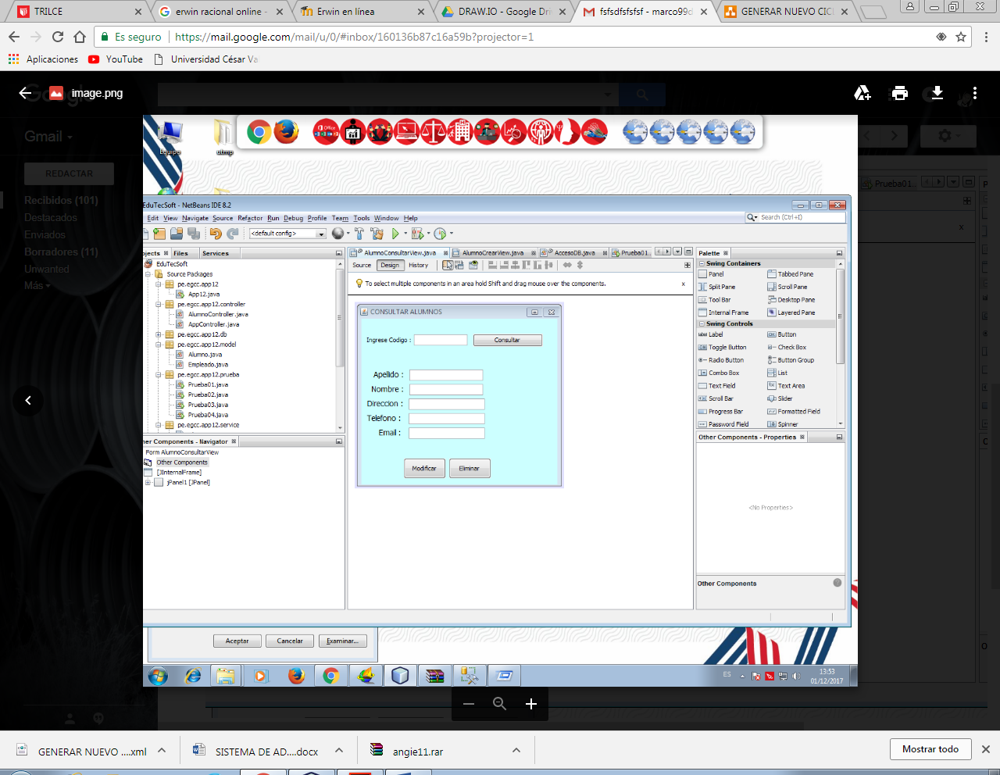 TRILCE
erwin racional online -
Erwin en línea
DRAW.IO - Google Dri
fsfsdfsfsfsf - marco99d
GENERAR NUEVO CIC
Es seguro
https://mail.google.com/mail/u/0/#inbox/160136b87c16a59b?projector=1
Aplicaciones
YouTube
Universidad César Va
image.png
Google
Gmail
REDACTAR
Recibidos (101)
Destacados
Enviados
Borradores (11)
Unwanted
Más
Prueba01..
Equipo
utmp
EduTecSoft - NetBeans IDE 8.2
Edit View Navigate Source Refactor Run Debug Profile Team Tools Window Help
Search (Ctrl+I)
<default config>
ojects Files Services
AlumnoConsultarView.java
AlumnoCrearView.java
AccesoDB.java
Prueba01..
Source Design History
To select multiple components in an area hold Shift and drag mouse over the components.
EduTecSoft
Source Packages
pe.egcc.app12
App12.java
pe.egcc.app12.controller
AlumnoController.java
AppController.java
pe.egcc.app12.db
pe.egcc.app12.model
Alumno.java
Empleado.java
pe.egcc.app12.prueba
Prueba01.java
Prueba02.java
Prueba03.java
Prueba04.java
pe.egcc.app12.service
her Components - Navigator
Form AlumnoConsultarView
Other Components
[JInternalFrame]
jPanel1 [JPanel]
CONSULTAR ALUMNOS
Ingrese Codigo :
Consultar
Apellido :
Nombre :
Direccion :
Telefono :
Email :
Modificar
Eliminar
Palette
Swing Containers
Panel Tabbed Pane
Split Pane Scroll Pane
Tool Bar Desktop Pane
Internal Frame Layered Pane
Swing Controls
Label Button
Toggle Button Check Box
Radio Button Button Group
Combo Box List
Text Field Text Area
Scroll Bar Slider
Progress Bar Formatted Field
Password Field Spinner
Other Components - Properties
<No Properties>
Other Components
Aceptar
Cancelar
Examinar...
ES
13:53
01/12/2017
GENERAR NUEVO ....xml
SISTEMA DE AD....docx
angie11.rar
Mostrar todo